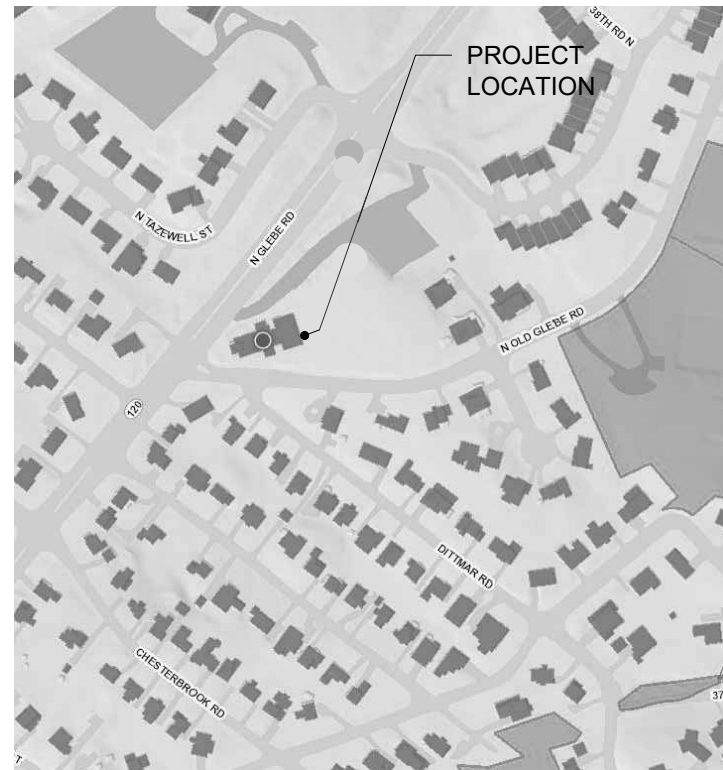 38TH RD N
PROJECT
LOCATION
N TAZEWELL ST
N GLEBE RD
N OLD GLEBE RD
120
DITTMAR RD
CHESTERBROOK RD
37
T